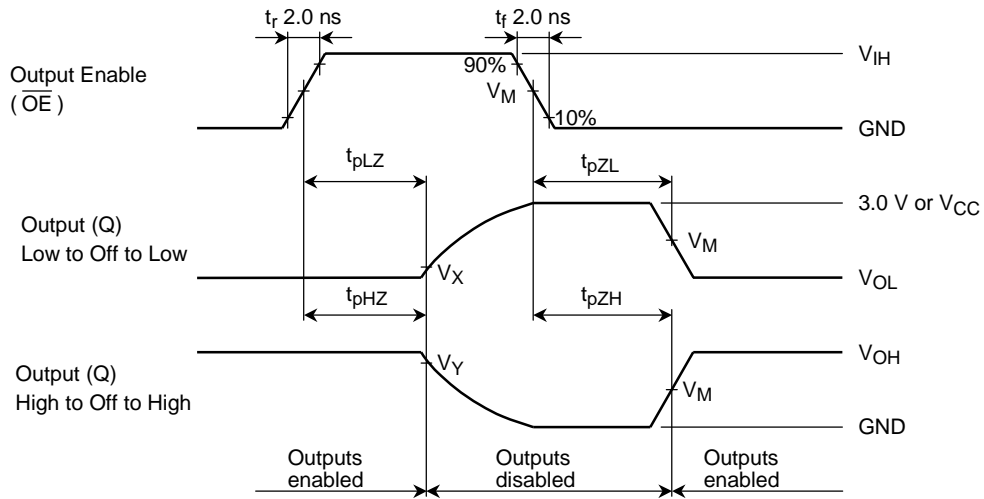 tr 2.0 ns
tf 2.0 ns
Output Enable
( OE )
90%
VM
10%
VIH
GND
tpLZ
tpZL
Output (Q)
Low to Off to Low
VX
VM
3.0 V or VCC
VOL
tpHZ
tpZH
Output (Q)
High to Off to High
VY
VM
VOH
GND
Outputs
enabled
Outputs
disabled
Outputs
enabled